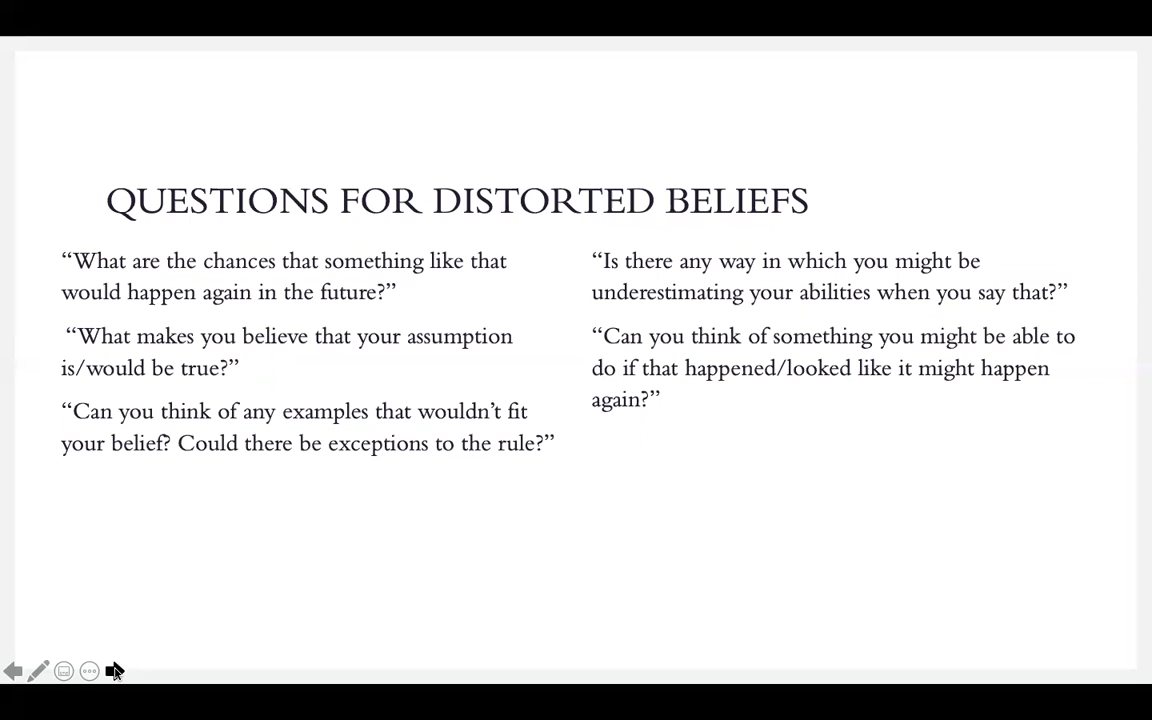 QUESTIONS FOR DISTORTED BELIEFS
“What are the chances that something like that
would happen again in the future?”
“What makes you believe that your assumption
is/would be true?”
“Can you think of any examples that wouldn’t fit
your belief? Could there be exceptions to the rule?”
“Is there any way in which you might be
underestimating your abilities when you say that?”
“Can you think of something you might be able to
do if that happened/looked like it might happen
again?”